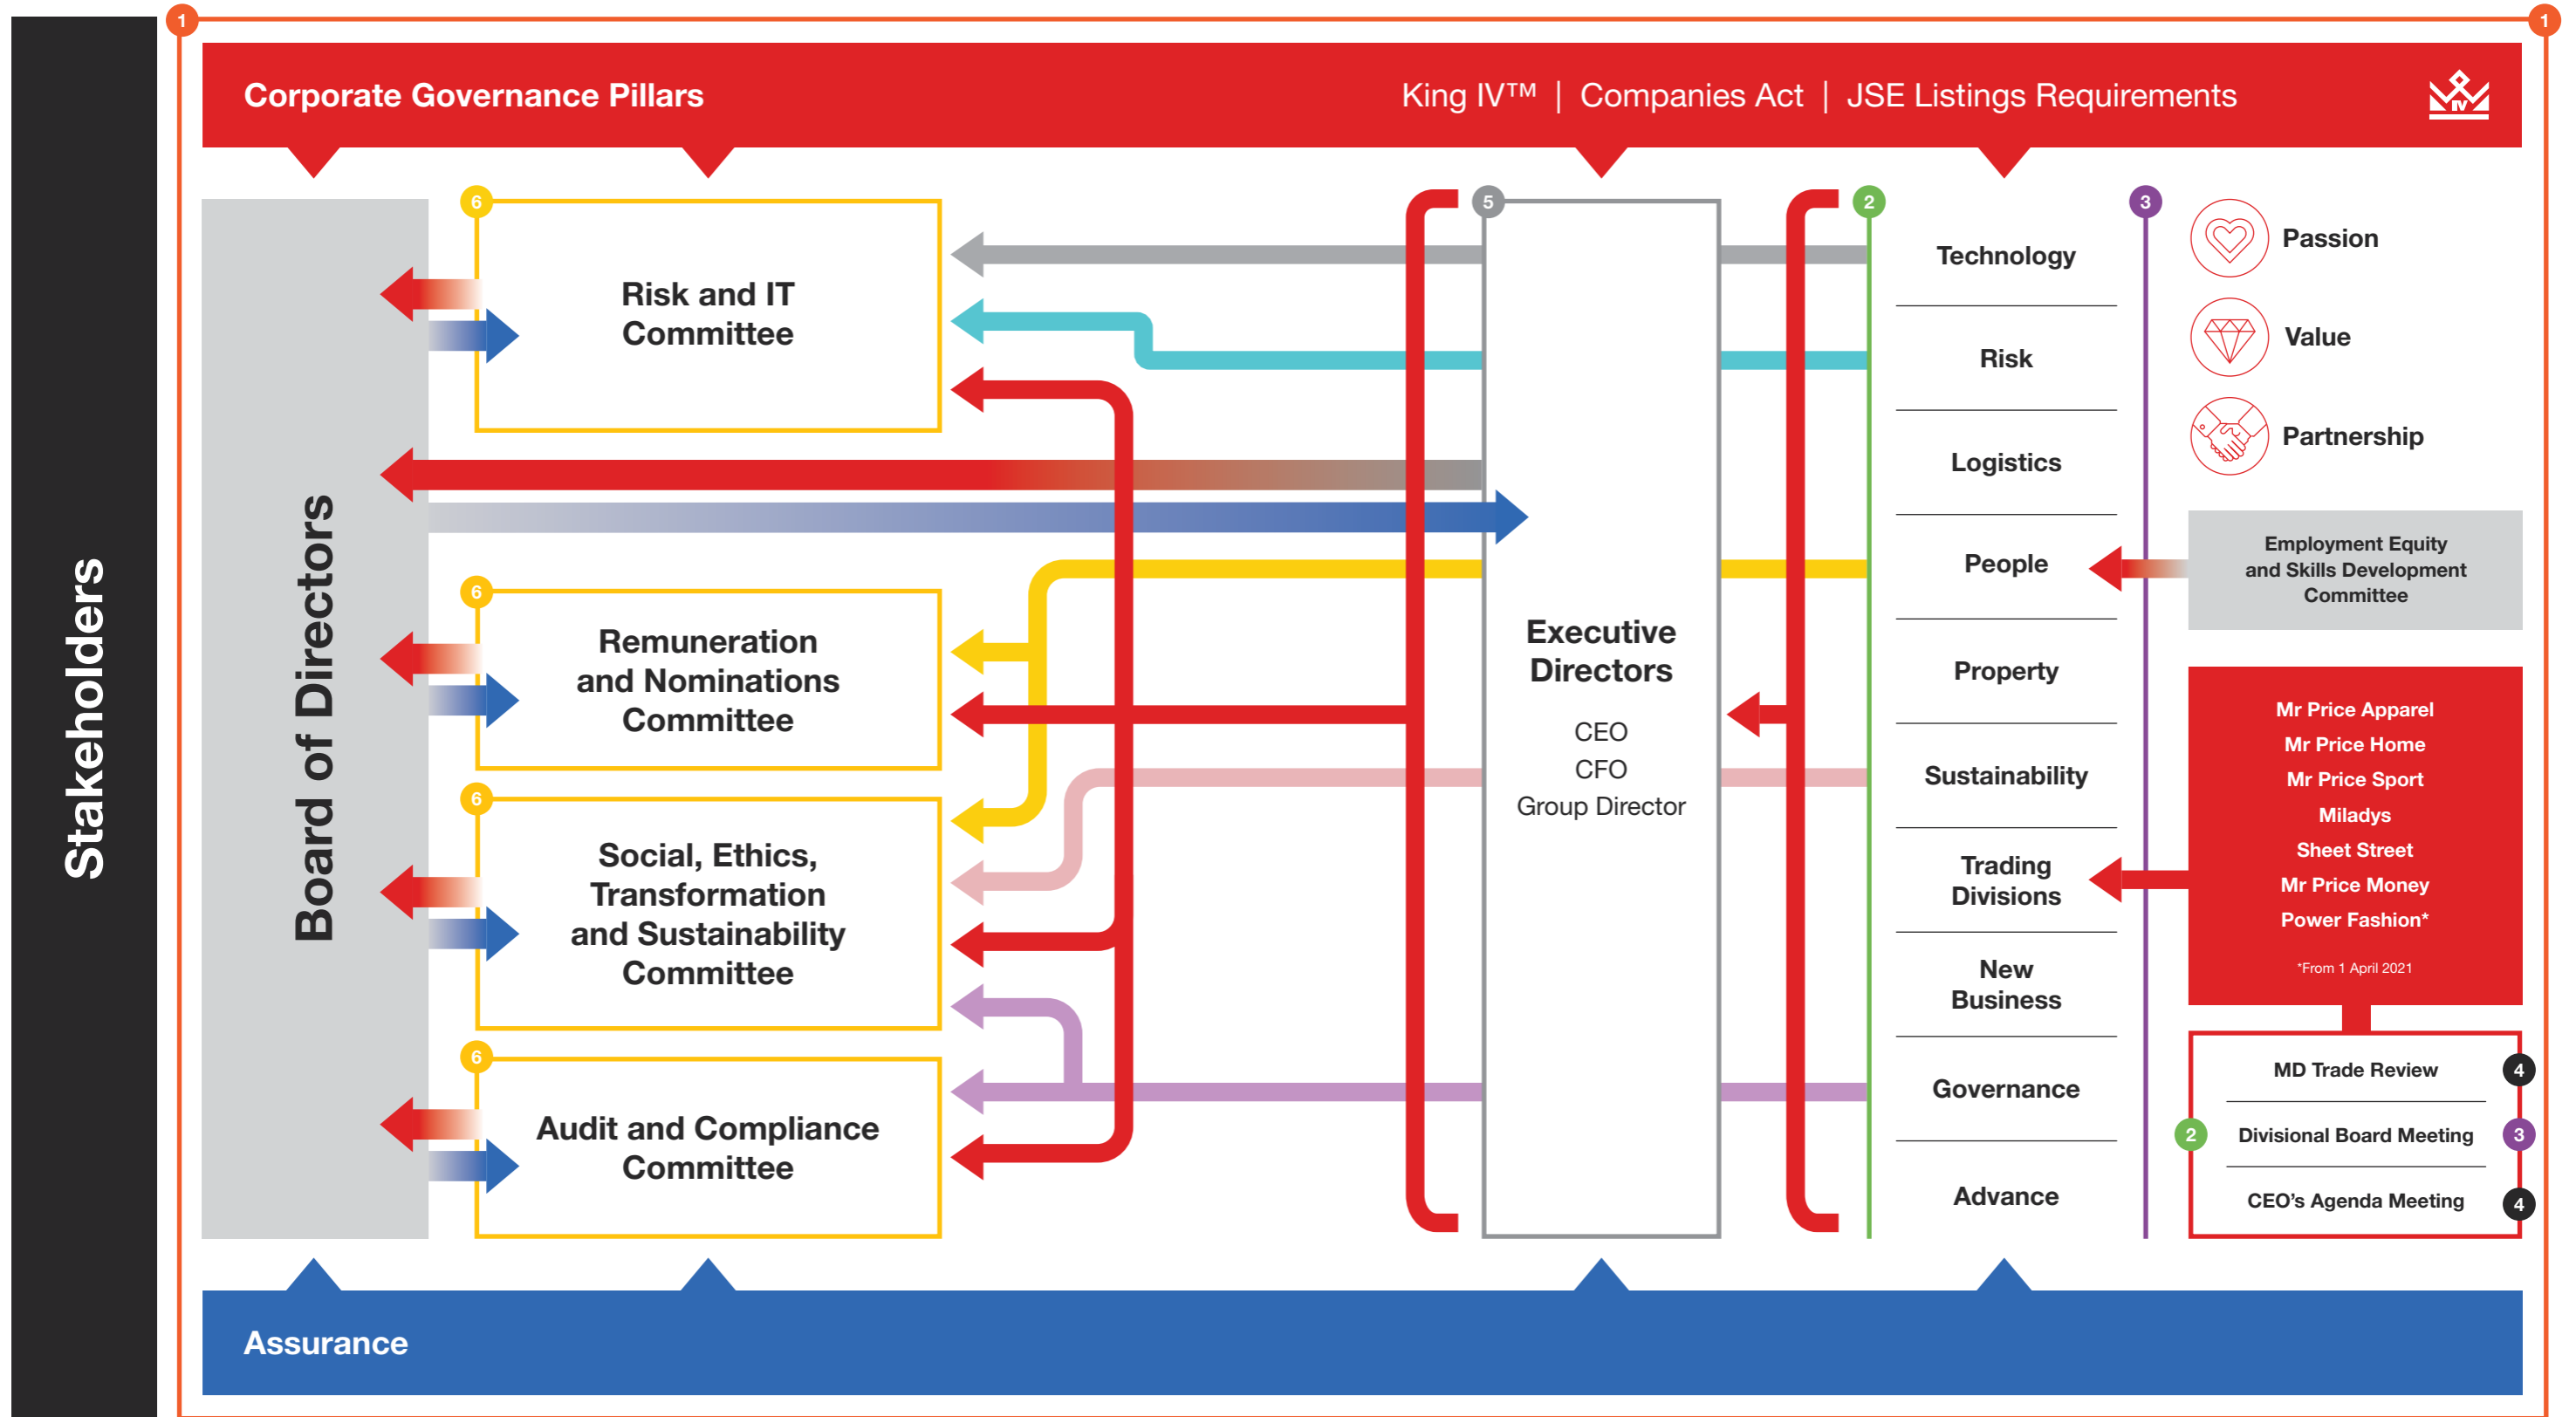 1
1
Stakeholders
Corporate Governance Pillars
King IV™ | Companies Act | JSE Listings Requirements
IV
Board of Directors
6
Risk and IT
Committee
6
Remuneration
and Nominations
Committee
6
Social, Ethics,
Transformation
and Sustainability
Committee
6
Audit and Compliance
Committee
5
Executive
Directors
CEO
CFO
Group Director
2
Technology
Risk
Logistics
People
Property
Sustainability
Trading
Divisions
New
Business
Governance
Advance
3
Passion
Value
Partnership
Employment Equity
and Skills Development
Committee
Mr Price Apparel
Mr Price Home
Mr Price Sport
Miladys
Sheet Street
Mr Price Money
Power Fashion*
*From 1 April 2021
MD Trade Review
4
2
Divisional Board Meeting
3
CEO’s Agenda Meeting
4
Assurance